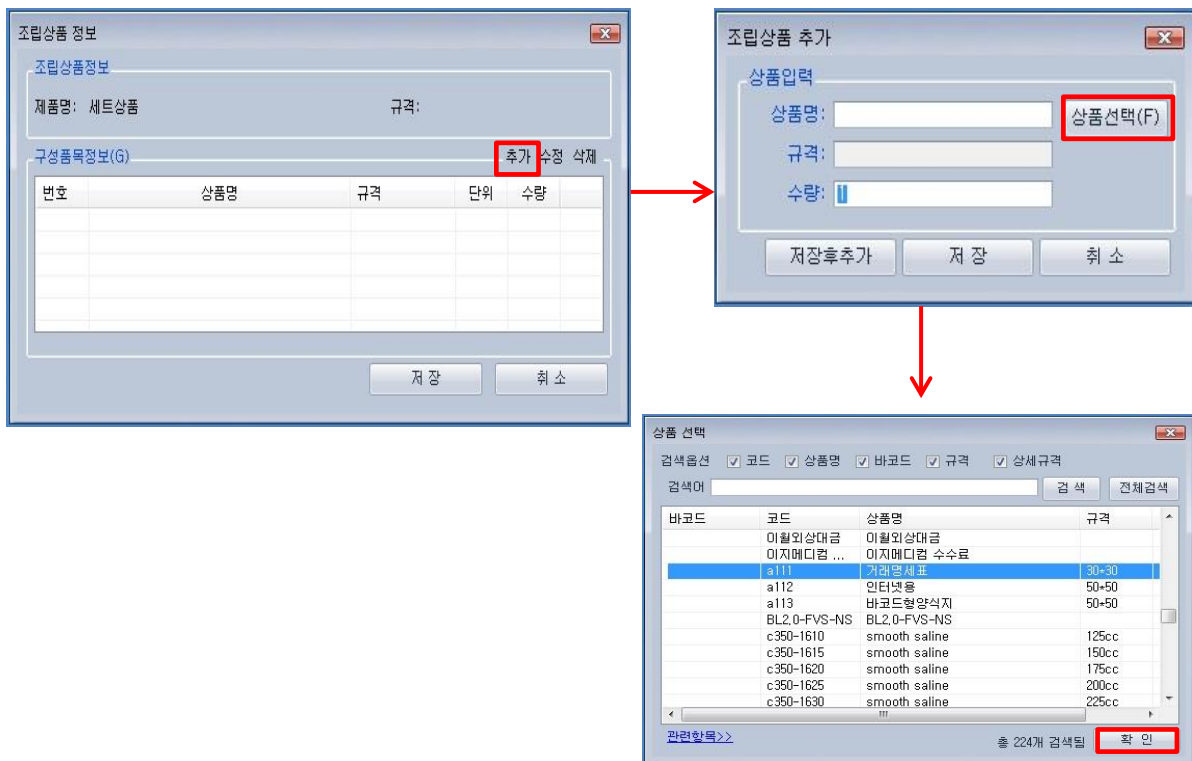 조립상품 정보
조립상품정보
제품명: 세트상품 규격:
구성품목정보(G) 추가 수정 삭제
번호 상품명 규격 단위 수량
저 장 취 소
조립상품 추가
상품입력
상품명: 상품선택(F)
규격:
수량: 1
저장후추가 저 장 취 소
상품 선택
검색옵션 코드 상품명 바코드 규격 상세규격
검색어 검 색 전체검색
바코드 코드 상품명 규격
이월외상대금 이월외상대금
이지메디컴 ... 이지메디컴 수수료
a111 거래명세표 30*30
a112 인터넷용 50*50
a113 바코드형양식지 50*50
BL2,0-FVS-NS BL2,0-FVS-NS
c350-1610 smooth saline 125cc
c350-1615 smooth saline 150cc
c350-1620 smooth saline 175cc
c350-1625 smooth saline 200cc
c350-1630 smooth saline 225cc
관련항목>> 총 224개 검색됨 확 인